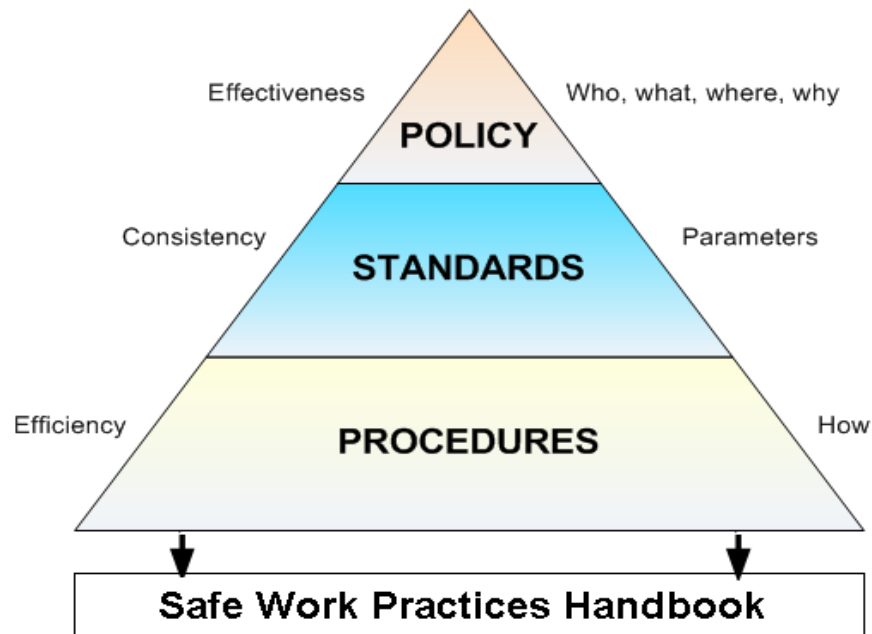 Effectiveness
Who, what, where, why
POLICY
Consistency
Parameters
STANDARDS
Efficiency
How
PROCEDURES
Safe Work Practices Handbook